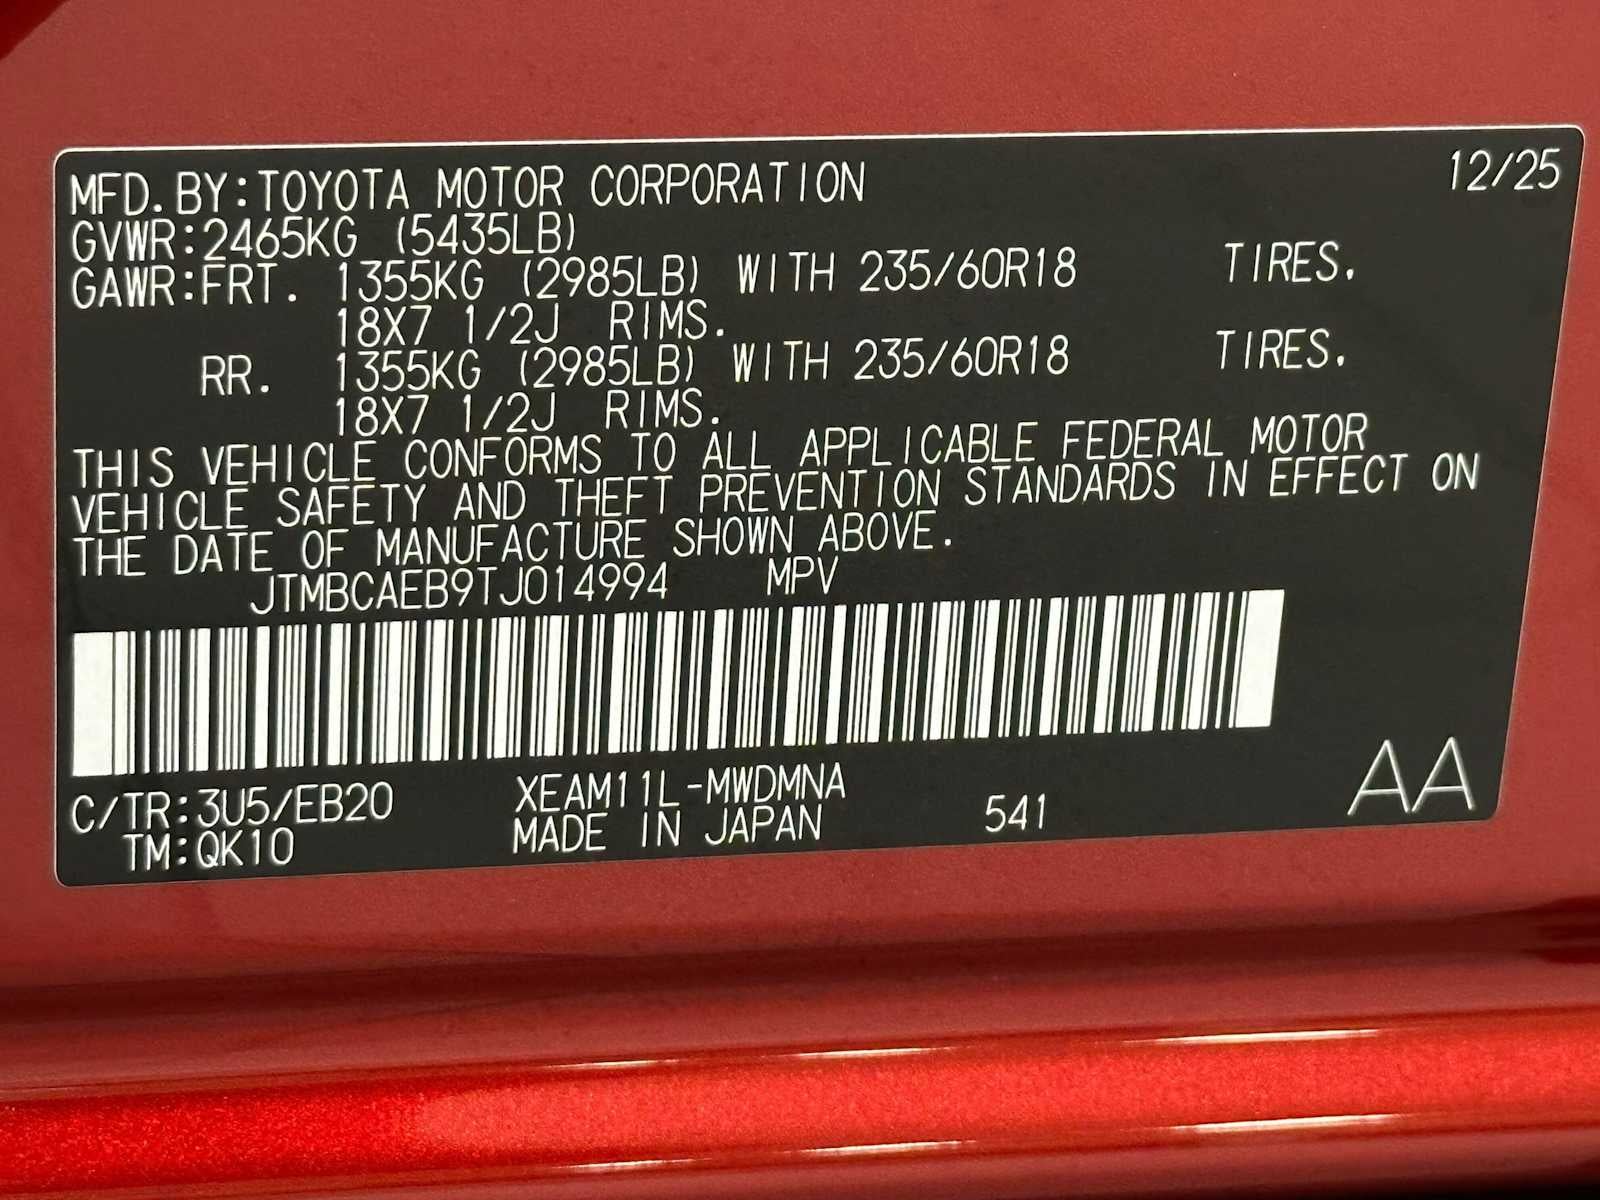 12/25
MFD.BY:TOYOTA MOTOR CORPORATION
GVWR:2465KG (5435LB)
GAWR:FRT. 1355KG (2985LB) WITH 235/60R18 TIRES.
18X7 1/2J RIMS.
RR. 1355KG (2985LB) WITH 235/60R18 TIRES.
18X7 1/2J RIMS.
THIS VEHICLE CONFORMS TO ALL APPLICABLE FEDERAL MOTOR
VEHICLE SAFETY AND THEFT PREVENTION STANDARDS IN EFFECT ON
THE DATE OF MANUFACTURE SHOWN ABOVE.
JTMBCAEB9TJ014994 MPV
C/TR:3U5/EB20 XEAM11L-MWDMNA
TM:QK10 MADE IN JAPAN 541 AA